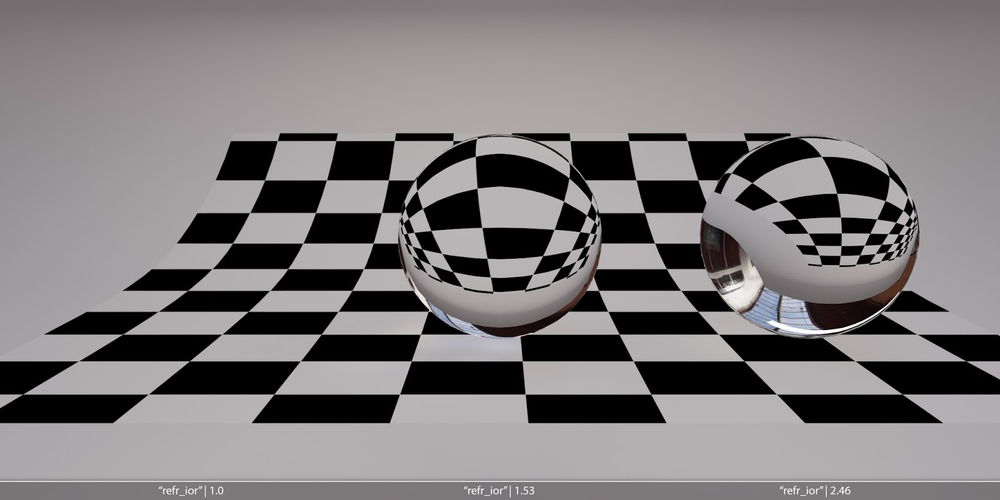 “refr_ior” | 1.0
“refr_ior” | 1.53
“refr_ior” | 2.46